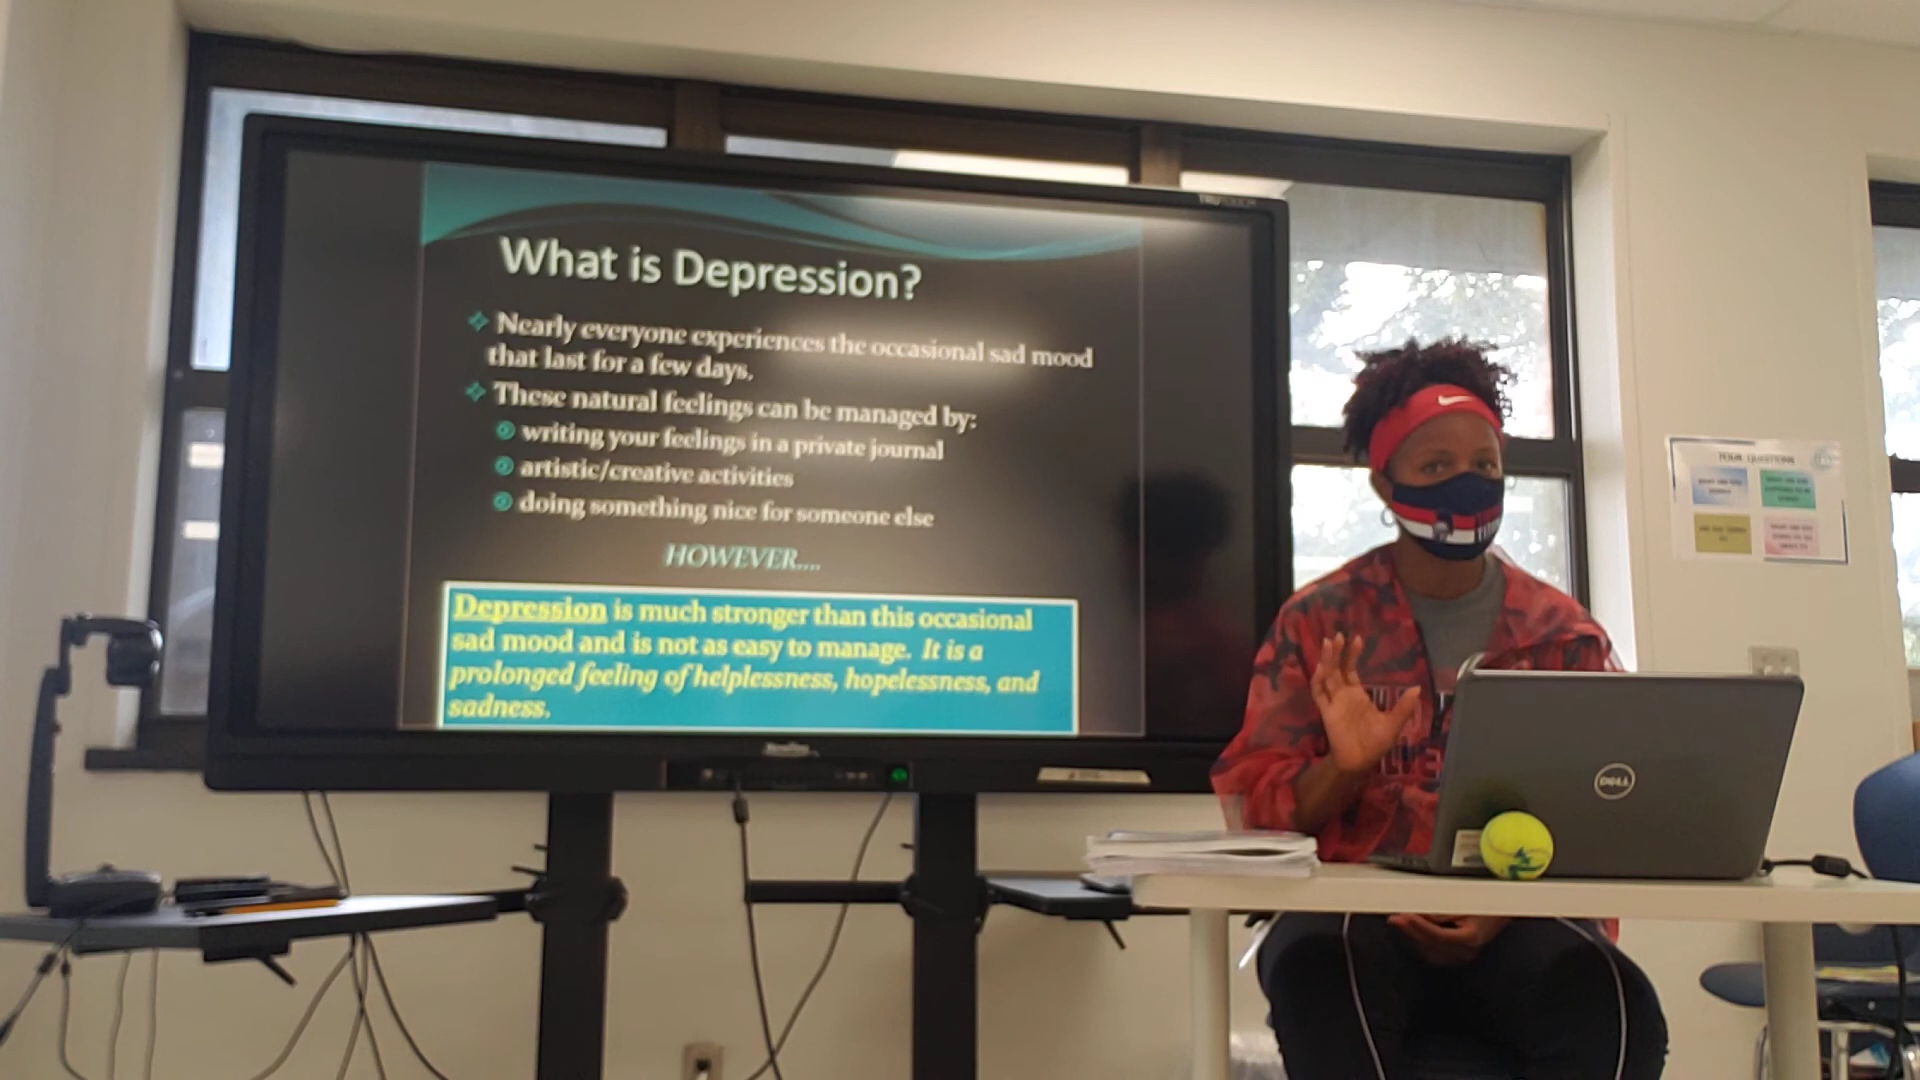 What is Depression?
Nearly everyone experiences the occasional sad mood
that last for a few days.
These natural feelings can be managed by:
writing your feelings in a private journal
artistic/creative activities
doing something nice for someone else
HOWEVER....
Depression is much stronger than this occasional
sad mood and is not as easy to manage. It is a
prolonged feeling of helplessness, hopelessness, and
sadness.
YOUR QUESTIONS
DELL